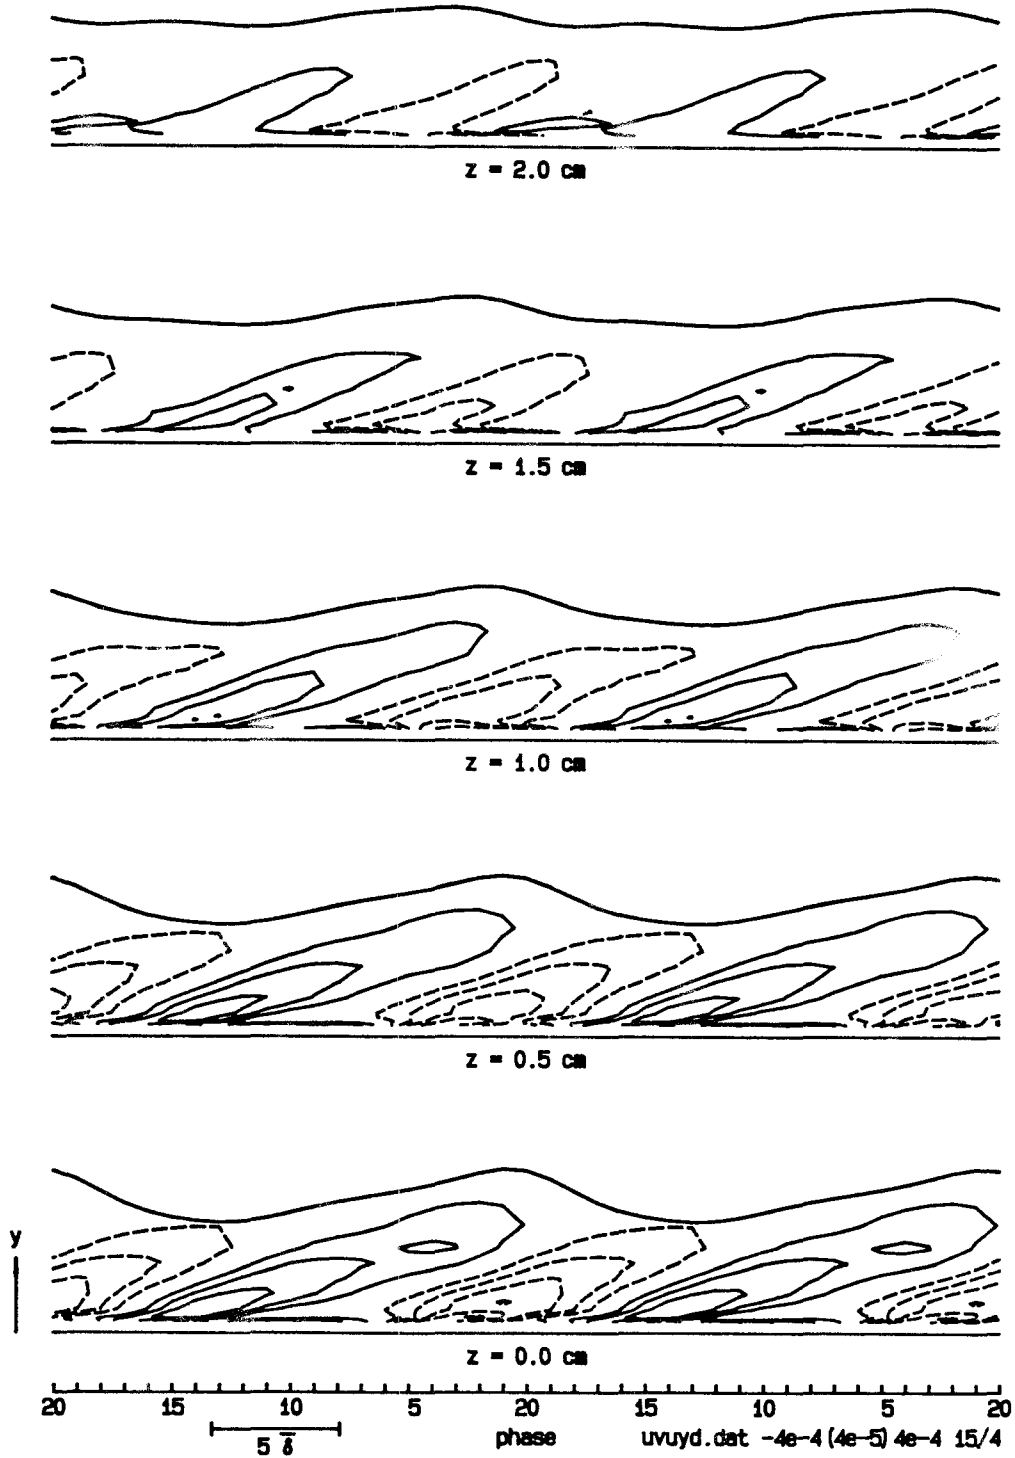 z = 2.0 cm
z = 1.5 cm
z = 1.0 cm
z = 0.5 cm
y
z = 0.0 cm
20 15 10 5 20 15 10 5 20
5 δ̅ phase uvuyd.dat -4e-4 (4e-5) 4e-4 15/4